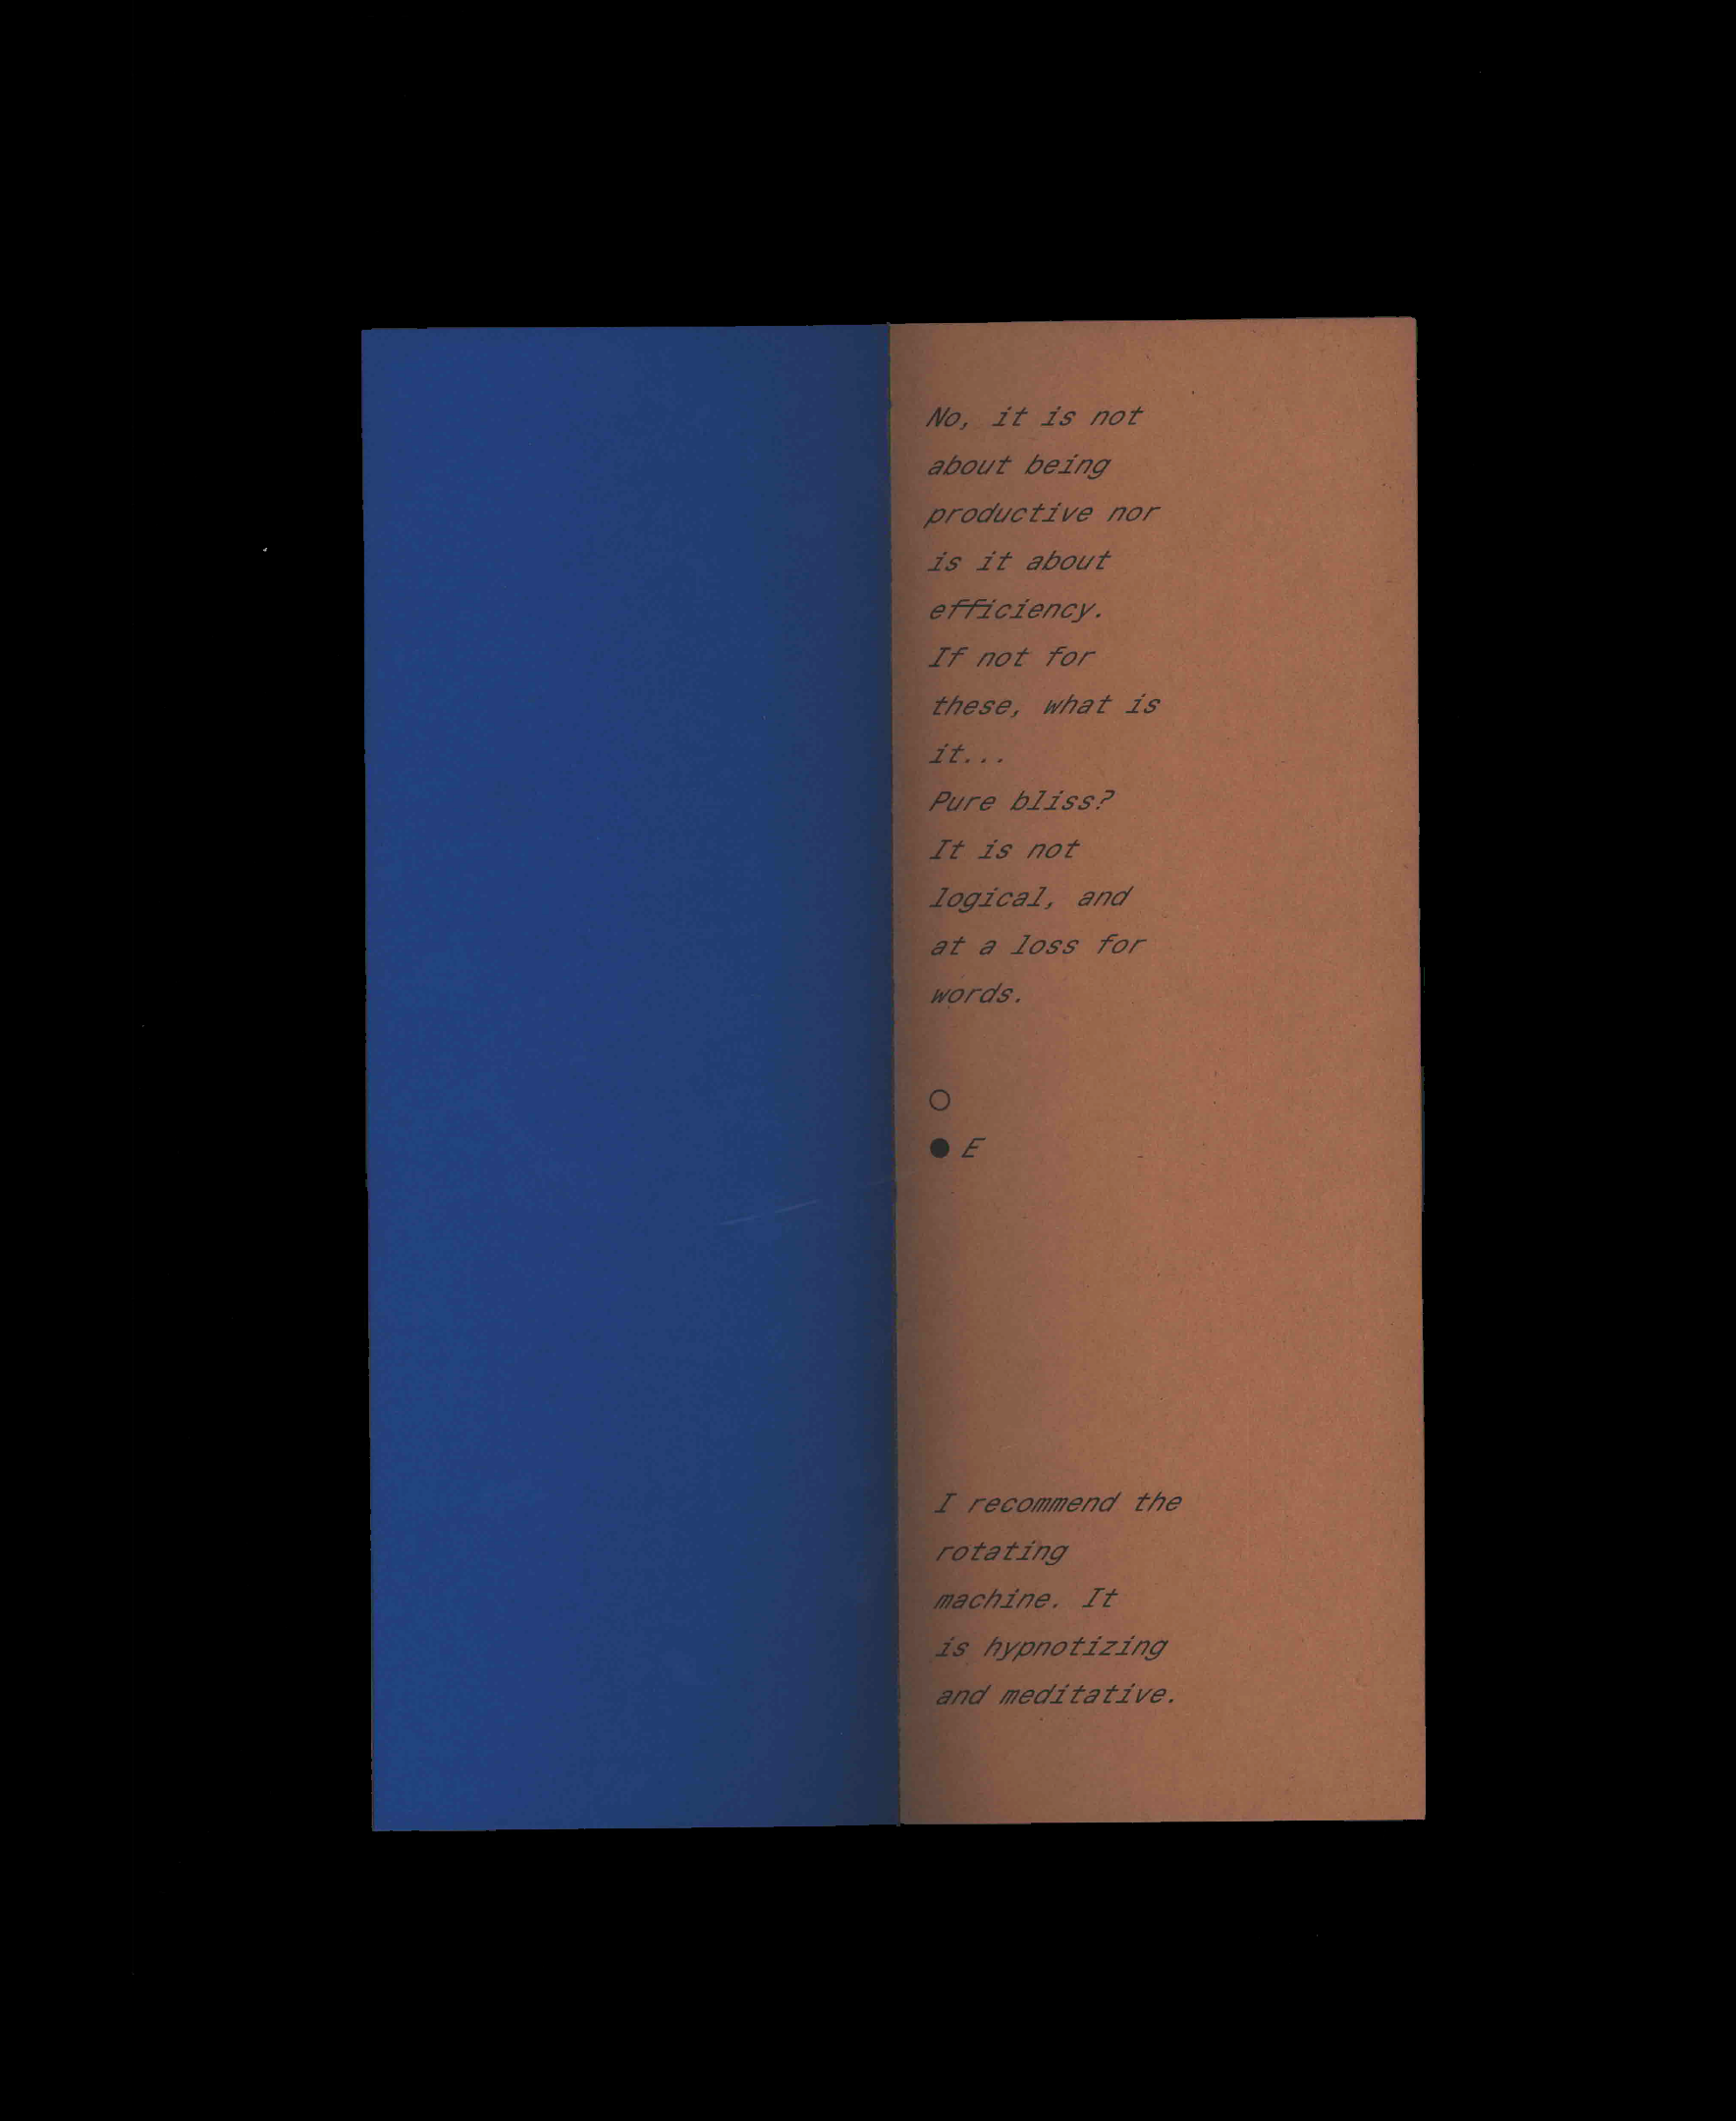 No, it is not
about being
productive nor
is it about
efficiency.
If not for
these, what is
it...
Pure bliss?
It is not
logical, and
at a loss for
words.
○
● E
I recommend the
rotating
machine. It
is hypnotizing
and meditative.